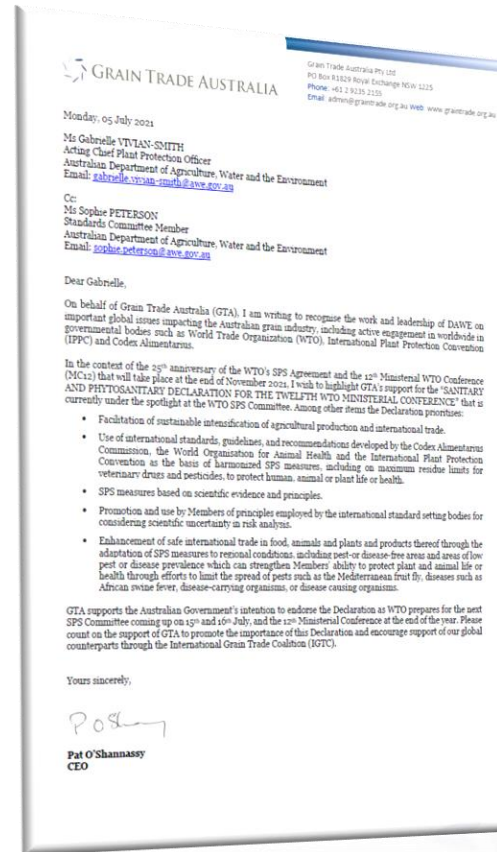 GRAIN TRADE AUSTRALIA
Grain Trade Australia Pty Ltd
PO Box R1829 Royal Exchange NSW 1225
Phone: +61 2 9235 2155
Email: admin@graintrade.org.au Web: www.graintrade.org.au
Monday, 05 July 2021
Ms Gabrielle VIVIAN-SMITH
Acting Chief Plant Protection Officer
Australian Department of Agriculture, Water and the Environment
Email: gabrielle.vivian-smith@awe.gov.au
Cc:
Ms Sophie PETERSON
Standards Committee Member
Australian Department of Agriculture, Water and the Environment
Email: sophie.peterson@awe.gov.au
Dear Gabrielle,
On behalf of Grain Trade Australia (GTA), I am writing to recognise the work and leadership of DAWE on
important global issues impacting the Australian grain industry, including active engagement in worldwide in
governmental bodies such as World Trade Organization (WTO), International Plant Protection Convention
(IPPC) and Codex Alimentarius.
In the context of the 25th anniversary of the WTO's SPS Agreement and the 12th Ministerial WTO Conference
(MC12) that will take place at the end of November 2021, I wish to highlight GTA's support for the "SANITARY
AND PHYTOSANITARY DECLARATION FOR THE TWELFTH WTO MINISTERIAL CONFERENCE" that is
currently under the spotlight at the WTO SPS Committee. Among other items the Declaration prioritises:
• Facilitation of sustainable intensification of agricultural production and international trade.
• Use of international standards, guidelines, and recommendations developed by the Codex Alimentarius
Commission, the World Organisation for Animal Health and the International Plant Protection
Convention as the basis of harmonized SPS measures, including on maximum residue limits for
veterinary drugs and pesticides, to protect human, animal or plant life or health.
• SPS measures based on scientific evidence and principles.
• Promotion and use by Members of principles employed by the international standard setting bodies for
considering scientific uncertainty in risk analysis.
• Enhancement of safe international trade in food, animals and plants and products thereof through the
adaptation of SPS measures to regional conditions, including pest-or disease-free areas and areas of low
pest or disease prevalence which can strengthen Members' ability to protect plant and animal life or
health through efforts to limit the spread of pests such as the Mediterranean fruit fly, diseases such as
African swine fever, disease-carrying organisms, or disease causing organisms.
GTA supports the Australian Government's intention to endorse the Declaration as WTO prepares for the next
SPS Committee coming up on 15th and 16th July, and the 12th Ministerial Conference at the end of the year. Please
count on the support of GTA to promote the importance of this Declaration and encourage support of our global
counterparts through the International Grain Trade Coalition (IGTC).
Yours sincerely,
P O Sh
Pat O'Shannassy
CEO